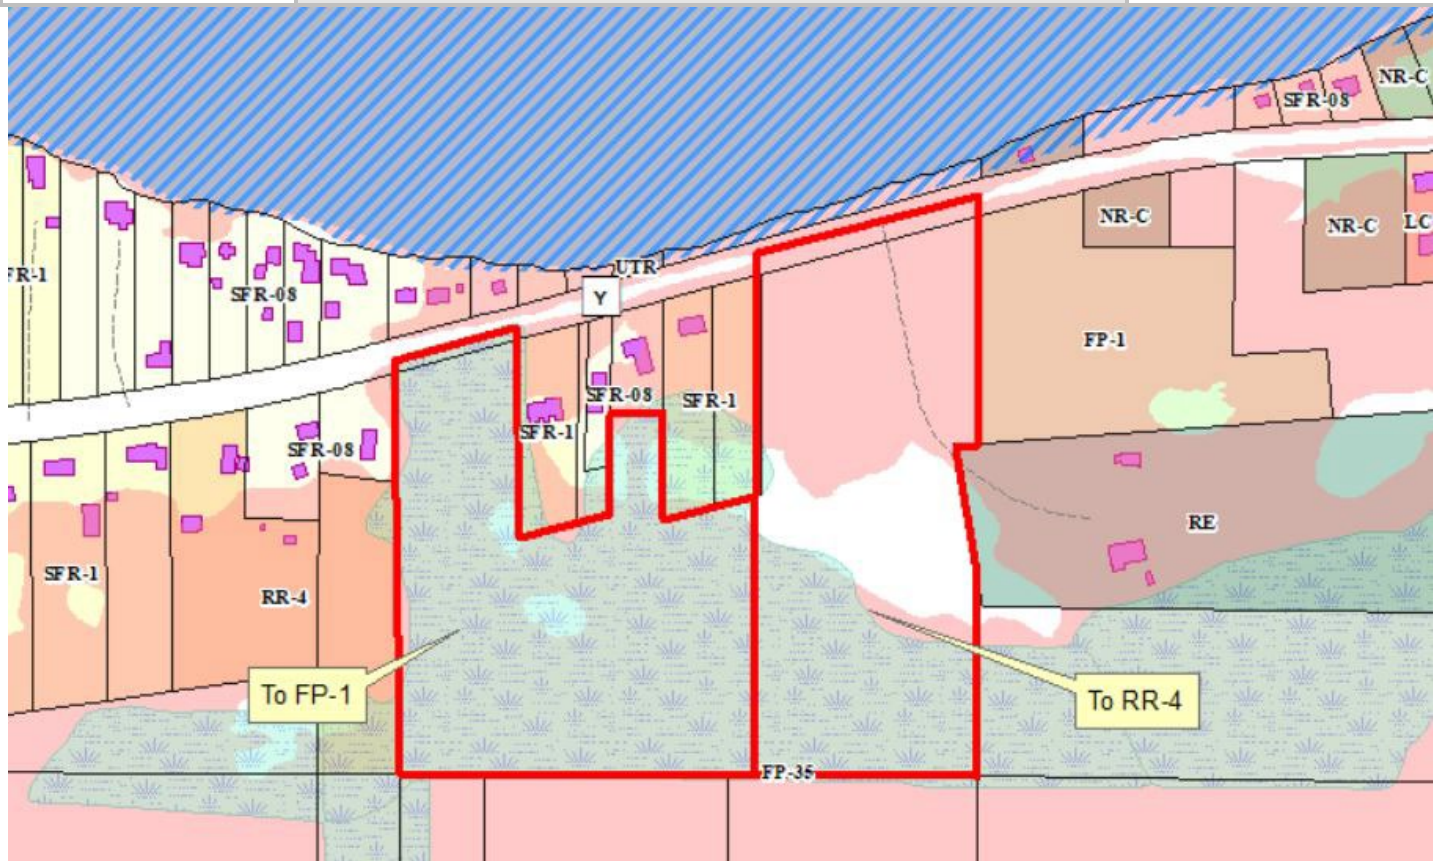 NR-C
SFR-08
NR-C
NR-C
LC
UTR
FR-1
SFR-08
Y
FP-1
SFR-08
SFR-1
SFR-1
SFR-08
RE
SFR-1
RR-4
To FP-1
To RR-4
FP-35